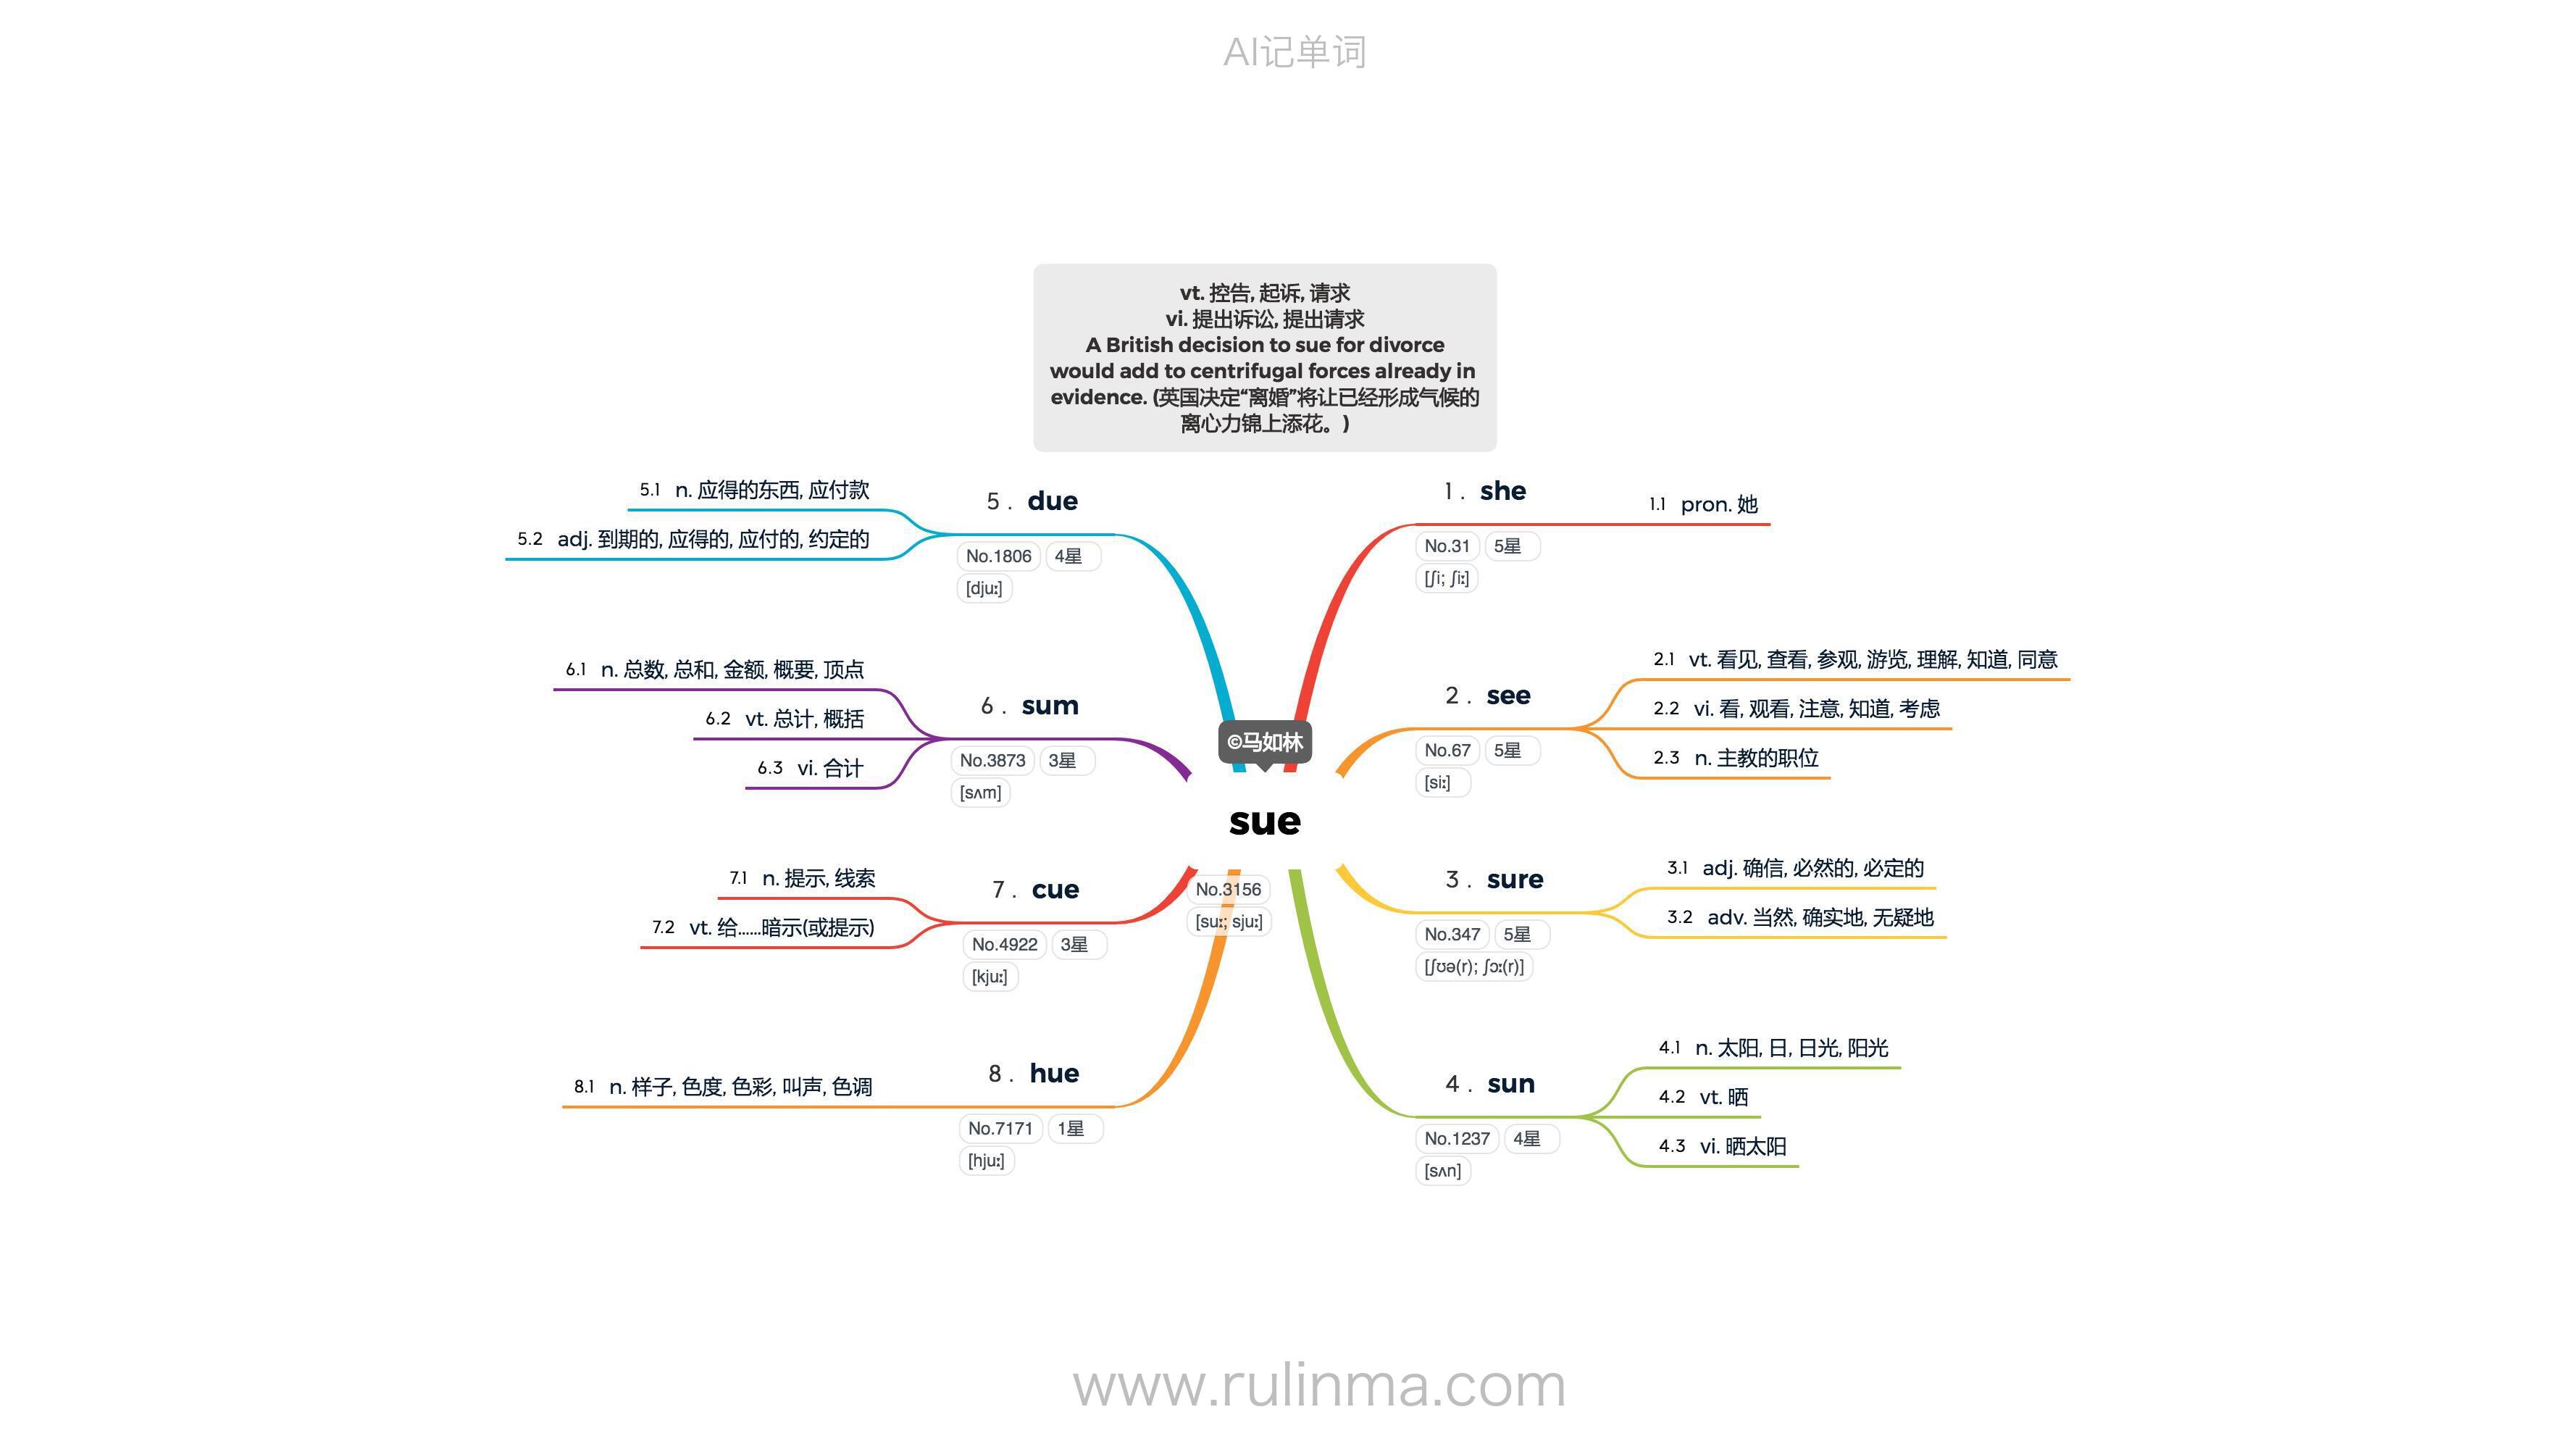 AI记单词
vt. 控告, 起诉, 请求
vi. 提出诉讼, 提出请求
A British decision to sue for divorce
would add to centrifugal forces already in
evidence. (英国决定“离婚”将让已经形成气候的
离心力锦上添花。)
©马如林
sue
No.3156
[suː; sjuː]
1 . she
No.31 5星
[ʃi; ʃiː]
1.1 pron. 她
2 . see
No.67 5星
[siː]
2.1 vt. 看见, 查看, 参观, 游览, 理解, 知道, 同意
2.2 vi. 看, 观看, 注意, 知道, 考虑
2.3 n. 主教的职位
3 . sure
No.347 5星
[ʃʊə(r); ʃɔː(r)]
3.1 adj. 确信, 必然的, 必定的
3.2 adv. 当然, 确实地, 无疑地
4 . sun
No.1237 4星
[sʌn]
4.1 n. 太阳, 日, 日光, 阳光
4.2 vt. 晒
4.3 vi. 晒太阳
5 . due
No.1806 4星
[djuː]
5.1 n. 应得的东西, 应付款
5.2 adj. 到期的, 应得的, 应付的, 约定的
6 . sum
No.3873 3星
[sʌm]
6.1 n. 总数, 总和, 金额, 概要, 顶点
6.2 vt. 总计, 概括
6.3 vi. 合计
7 . cue
No.4922 3星
[kjuː]
7.1 n. 提示, 线索
7.2 vt. 给……暗示(或提示)
8 . hue
No.7171 1星
[hjuː]
8.1 n. 样子, 色度, 色彩, 叫声, 色调
www.rulinma.com